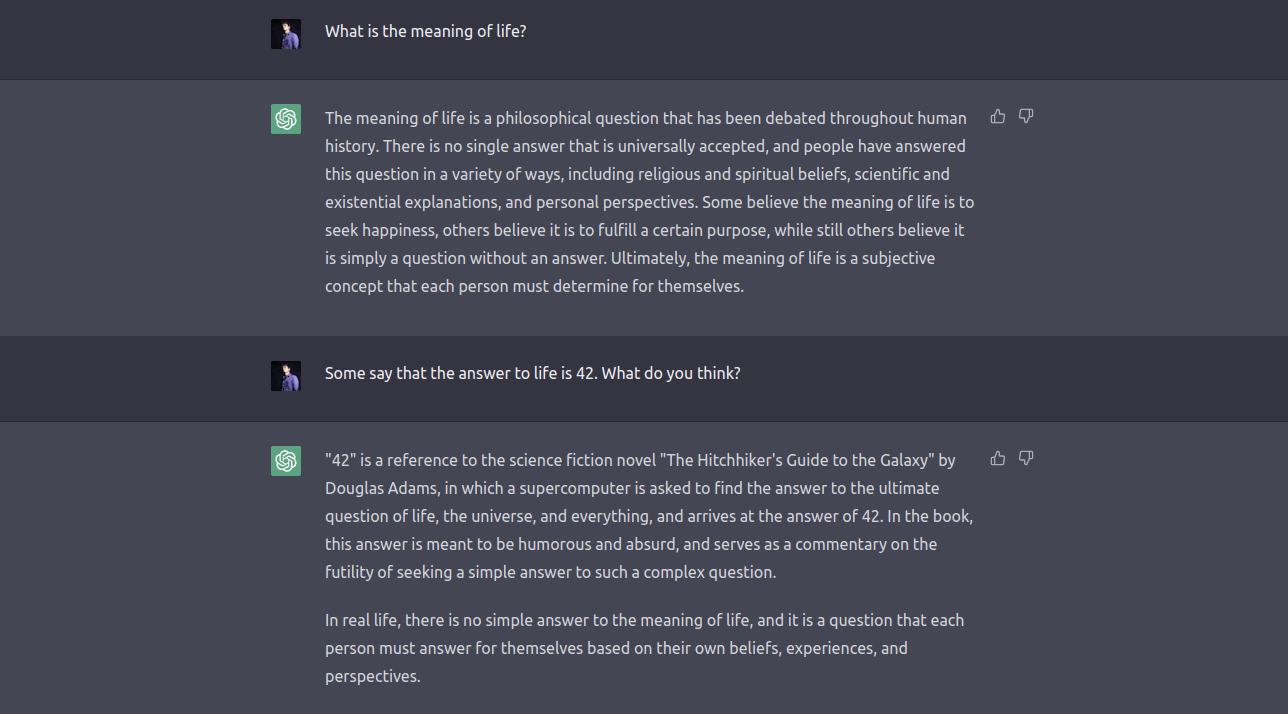 What is the meaning of life?
The meaning of life is a philosophical question that has been debated throughout human
history. There is no single answer that is universally accepted, and people have answered
this question in a variety of ways, including religious and spiritual beliefs, scientific and
existential explanations, and personal perspectives. Some believe the meaning of life is to
seek happiness, others believe it is to fulfill a certain purpose, while still others believe it
is simply a question without an answer. Ultimately, the meaning of life is a subjective
concept that each person must determine for themselves.
Some say that the answer to life is 42. What do you think?
"42" is a reference to the science fiction novel "The Hitchhiker's Guide to the Galaxy" by
Douglas Adams, in which a supercomputer is asked to find the answer to the ultimate
question of life, the universe, and everything, and arrives at the answer of 42. In the book,
this answer is meant to be humorous and absurd, and serves as a commentary on the
futility of seeking a simple answer to such a complex question.
In real life, there is no simple answer to the meaning of life, and it is a question that each
person must answer for themselves based on their own beliefs, experiences, and
perspectives.